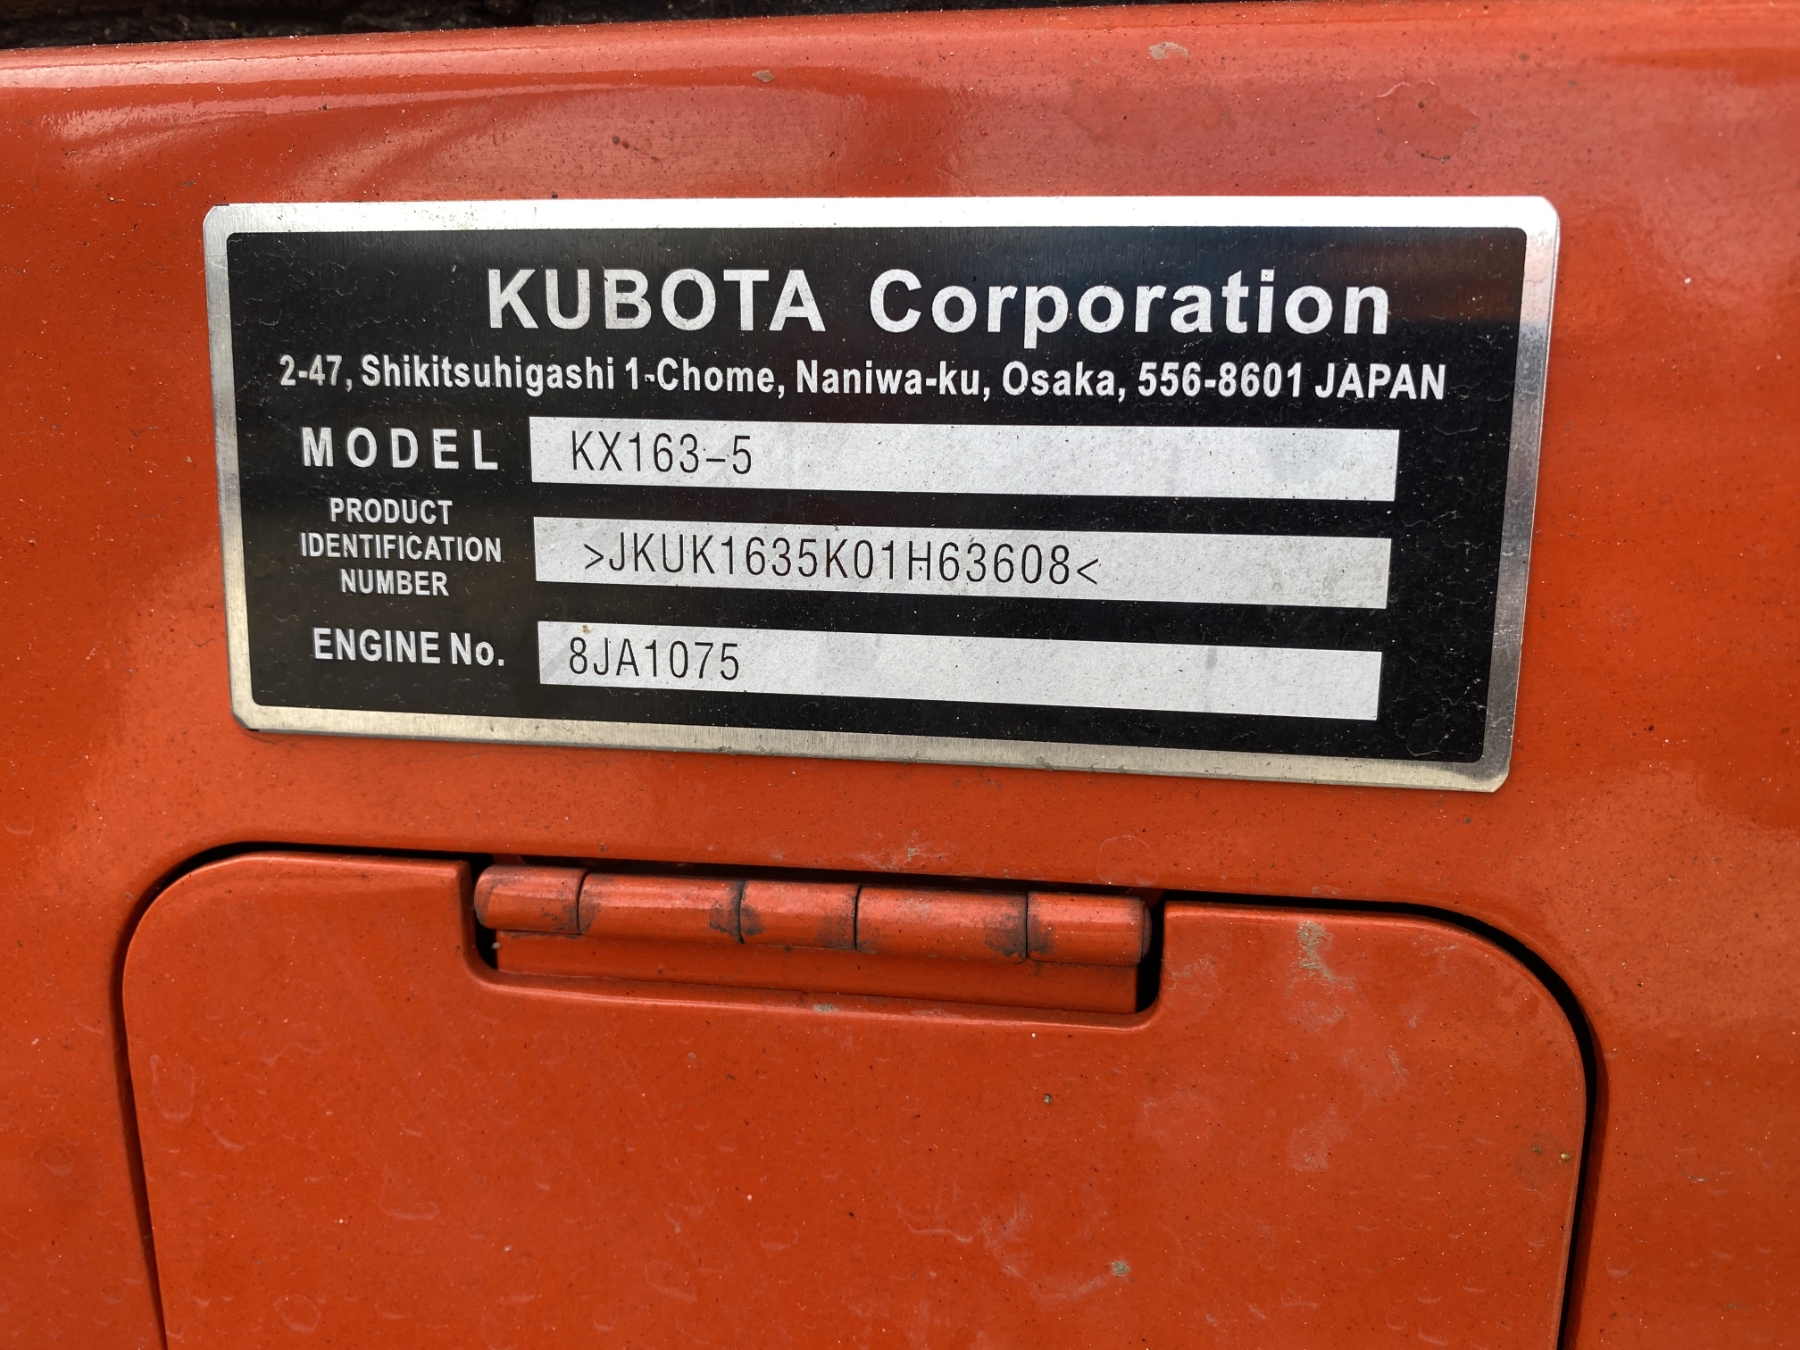 KUBOTA Corporation
2-47, Shikitsuhigashi 1-Chome, Naniwa-ku, Osaka, 556-8601 JAPAN
MODEL KX163-5
PRODUCT
IDENTIFICATION
NUMBER
>JKUK1635K01H63608<
ENGINE No. 8JA1075